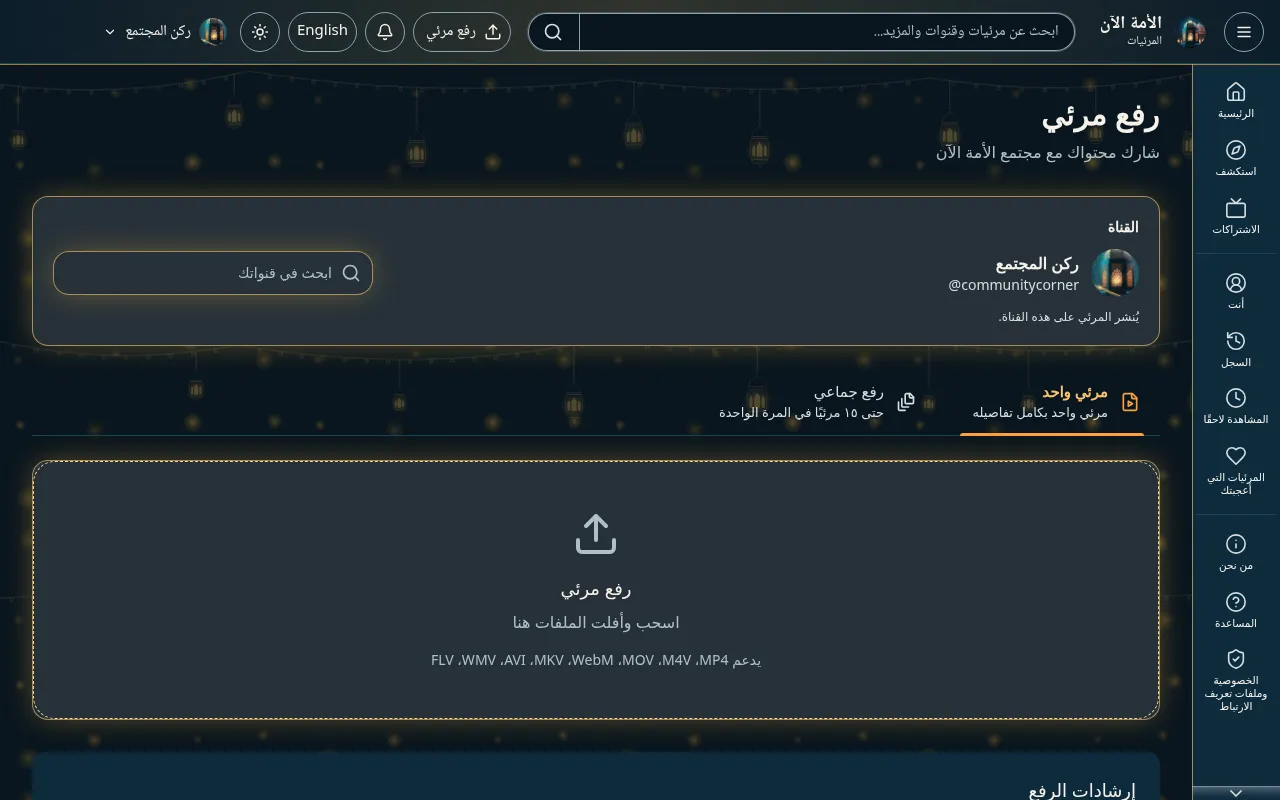 الأمة الآن
المرئيات
ابحث عن مرئيات وقنوات والمزيد...
رفع مرئي
English
ركن المجتمع
الرئيسية
استكشف
الاشتراكات
أنت
السجل
المشاهدة لاحقًا
المرئيات التي
أعجبتك
من نحن
المساعدة
الخصوصية
وملفات تعريف
الارتباط
رفع مرئي
شارك محتواك مع مجتمع الأمة الآن
القناة
ركن المجتمع
@communitycorner
يُنشر المرئي على هذه القناة.
ابحث في قنواتك
مرئي واحد
مرئي واحد بكامل تفاصيله
رفع جماعي
حتى ١٥ مرئيًا في المرة الواحدة
رفع مرئي
اسحب وأفلت الملفات هنا
يدعم MP4، M4V، MOV، WebM، MKV، AVI، WMV، FLV
إرشادات الرفع